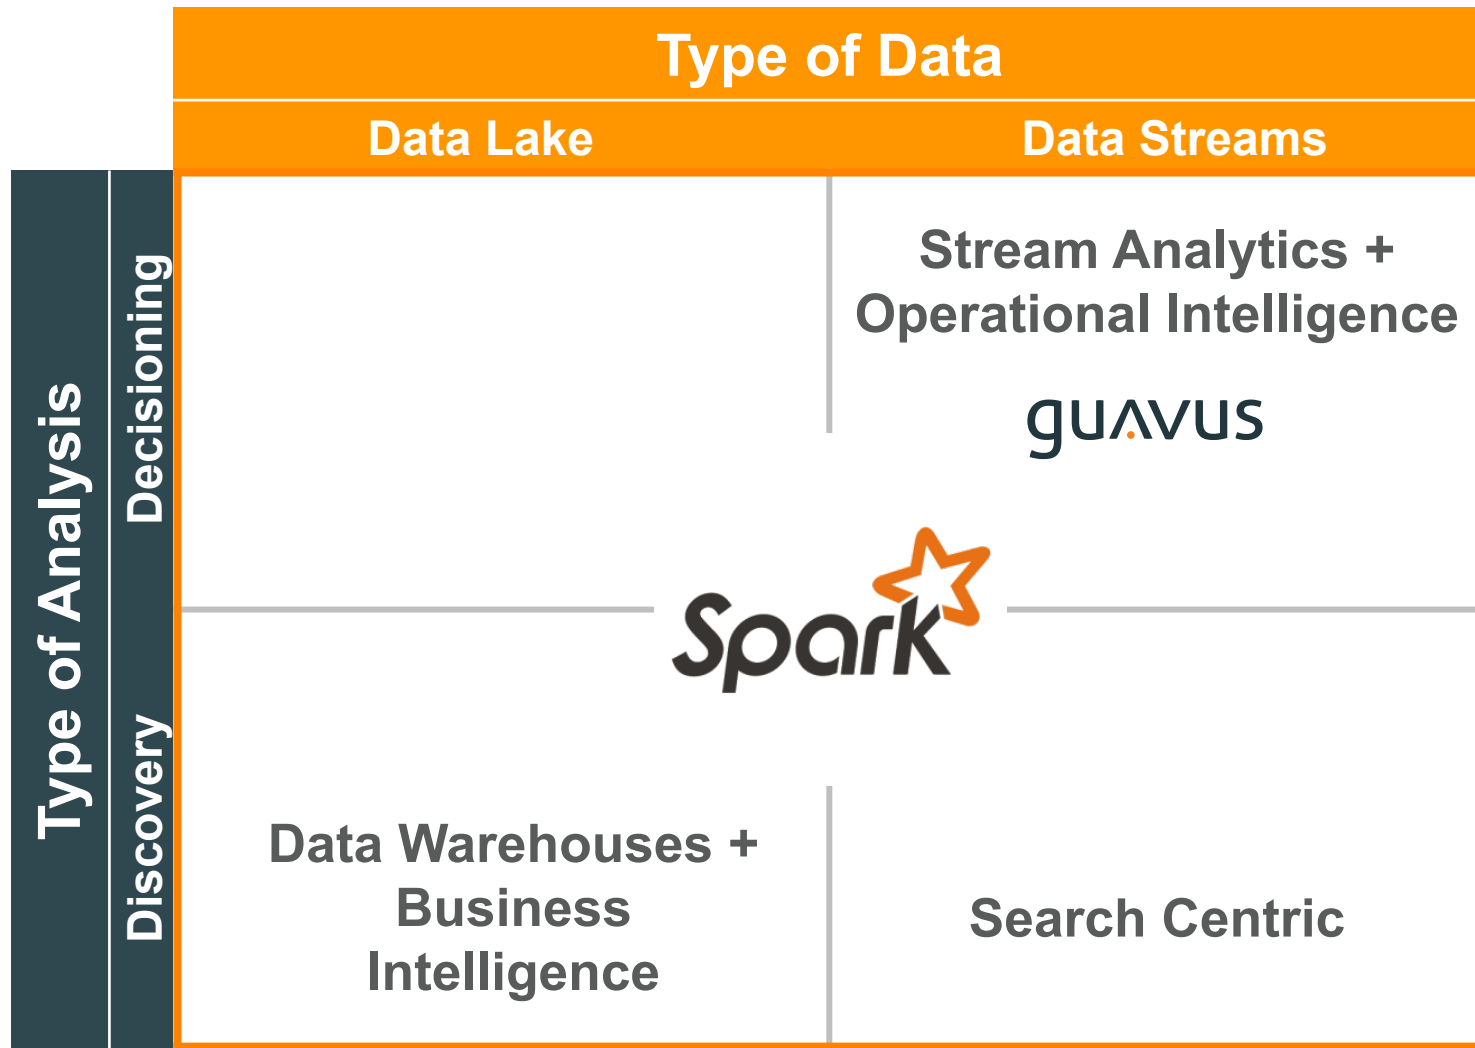 Type of Data
Data Lake
Data Streams
Type of Analysis
Decisioning
Discovery
Stream Analytics +
Operational Intelligence
guavus
Spark
Data Warehouses +
Business
Intelligence
Search Centric